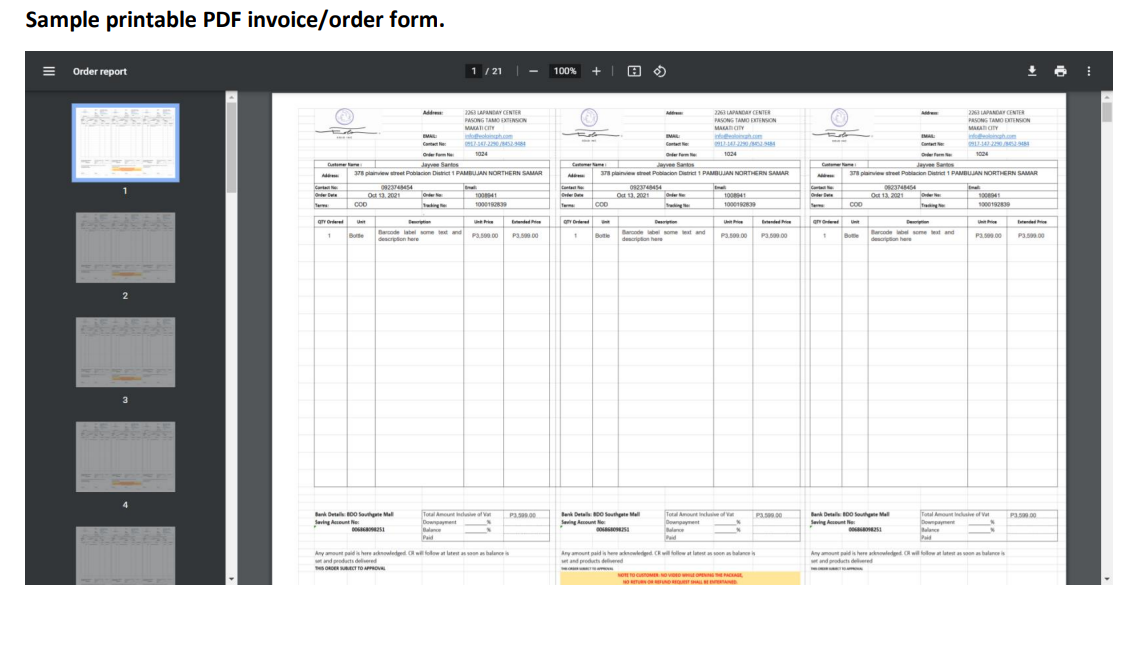 Sample printable PDF invoice/order form.
Order report
1 / 21
100%
1
2
3
4
Address: 2263 LAPANDAY CENTER
PASONG TAMO EXTENSION
MAKATI CITY
EMAIL:
Contact No: 0917-147-2290 /8452-9484
Order Form No: 1024
Customer Name : Jayvee Santos
Address: 378 plainview street Poblacion District 1 PAMBUJAN NORTHERN SAMAR
Contact No: 0923748454 Email:
Order Date Oct 13, 2021 Order No: 1008941
Terms: COD Tracking No: 1000192839
QTY Ordered Unit Description Unit Price Extended Price
1 Bottle Barcode label some text and P3,599.00 P3,599.00
description here
Bank Details: BDO Southgate Mall Total Amount Inclusive of Vat P3,599.00
Saving Account No: Downpayment ______%
006868098251 Balance ______%
Paid
Any amount paid is here acknowledged. CR will follow at latest as soon as balance is
set and products delivered
THIS ORDER SUBJECT TO APPROVAL
Address: 2263 LAPANDAY CENTER
PASONG TAMO EXTENSION
MAKATI CITY
EMAIL:
Contact No: 0917-147-2290 /8452-9484
Order Form No: 1024
Customer Name : Jayvee Santos
Address: 378 plainview street Poblacion District 1 PAMBUJAN NORTHERN SAMAR
Contact No: 0923748454 Email:
Order Date Oct 13, 2021 Order No: 1008941
Terms: COD Tracking No: 1000192839
QTY Ordered Unit Description Unit Price Extended Price
1 Bottle Barcode label some text and P3,599.00 P3,599.00
description here
Bank Details: BDO Southgate Mall Total Amount Inclusive of Vat P3,599.00
Saving Account No: Downpayment ______%
006868098251 Balance ______%
Paid
Any amount paid is here acknowledged. CR will follow at latest as soon as balance is
set and products delivered
THIS ORDER SUBJECT TO APPROVAL
NOTE TO CUSTOMER: NO VIDEO WHILE OPENING THE PACKAGE,
NO RETURN OR REFUND REQUEST SHALL BE ENTERTAINED.
Address: 2263 LAPANDAY CENTER
PASONG TAMO EXTENSION
MAKATI CITY
EMAIL:
Contact No: 0917-147-2290 /8452-9484
Order Form No: 1024
Customer Name : Jayvee Santos
Address: 378 plainview street Poblacion District 1 PAMBUJAN NORTHERN SAMAR
Contact No: 0923748454 Email:
Order Date Oct 13, 2021 Order No: 1008941
Terms: COD Tracking No: 1000192839
QTY Ordered Unit Description Unit Price Extended Price
1 Bottle Barcode label some text and P3,599.00 P3,599.00
description here
Bank Details: BDO Southgate Mall Total Amount Inclusive of Vat P3,599.00
Saving Account No: Downpayment ______%
006868098251 Balance ______%
Paid
Any amount paid is here acknowledged. CR will follow at latest as soon as balance is
set and products delivered
THIS ORDER SUBJECT TO APPROVAL